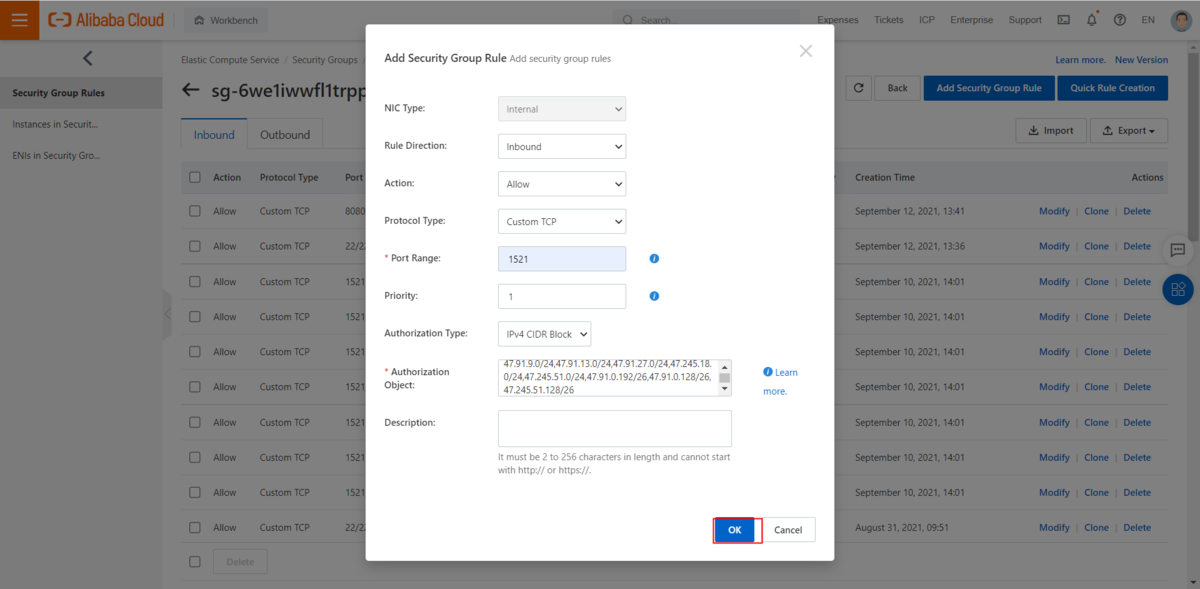 Alibaba Cloud
Workbench
Search...
Expenses
Tickets
ICP
Enterprise
Support
EN
Elastic Compute Service / Security Groups /
Learn more. New Version
Security Group Rules
Instances in Securit...
ENIs in Security Gro...
sg-6we1iwwfl1trpp
Back
Add Security Group Rule
Quick Rule Creation
Inbound
Outbound
Import
Export
Action Protocol Type Port Creation Time Actions
Allow Custom TCP 8080 September 12, 2021, 13:41 Modify | Clone | Delete
Allow Custom TCP 22/2 September 12, 2021, 13:36 Modify | Clone | Delete
Allow Custom TCP 1521 September 10, 2021, 14:01 Modify | Clone | Delete
Allow Custom TCP 1521 September 10, 2021, 14:01 Modify | Clone | Delete
Allow Custom TCP 1521 September 10, 2021, 14:01 Modify | Clone | Delete
Allow Custom TCP 1521 September 10, 2021, 14:01 Modify | Clone | Delete
Allow Custom TCP 1521 September 10, 2021, 14:01 Modify | Clone | Delete
Allow Custom TCP 1521 September 10, 2021, 14:01 Modify | Clone | Delete
Allow Custom TCP 1521 September 10, 2021, 14:01 Modify | Clone | Delete
Allow Custom TCP 22/2 August 31, 2021, 09:51 Modify | Clone | Delete
Delete
Add Security Group Rule Add security group rules
NIC Type: Internal
Rule Direction: Inbound
Action: Allow
Protocol Type: Custom TCP
* Port Range: 1521
Priority: 1
Authorization Type: IPv4 CIDR Block
* Authorization
Object:
47.91.9.0/24,47.91.13.0/24,47.91.27.0/24,47.245.18.
0/24,47.245.51.0/24,47.91.0.192/26,47.91.0.128/26,
47.245.51.128/26
Learn
more.
Description:
It must be 2 to 256 characters in length and cannot start
with http:// or https://.
OK
Cancel